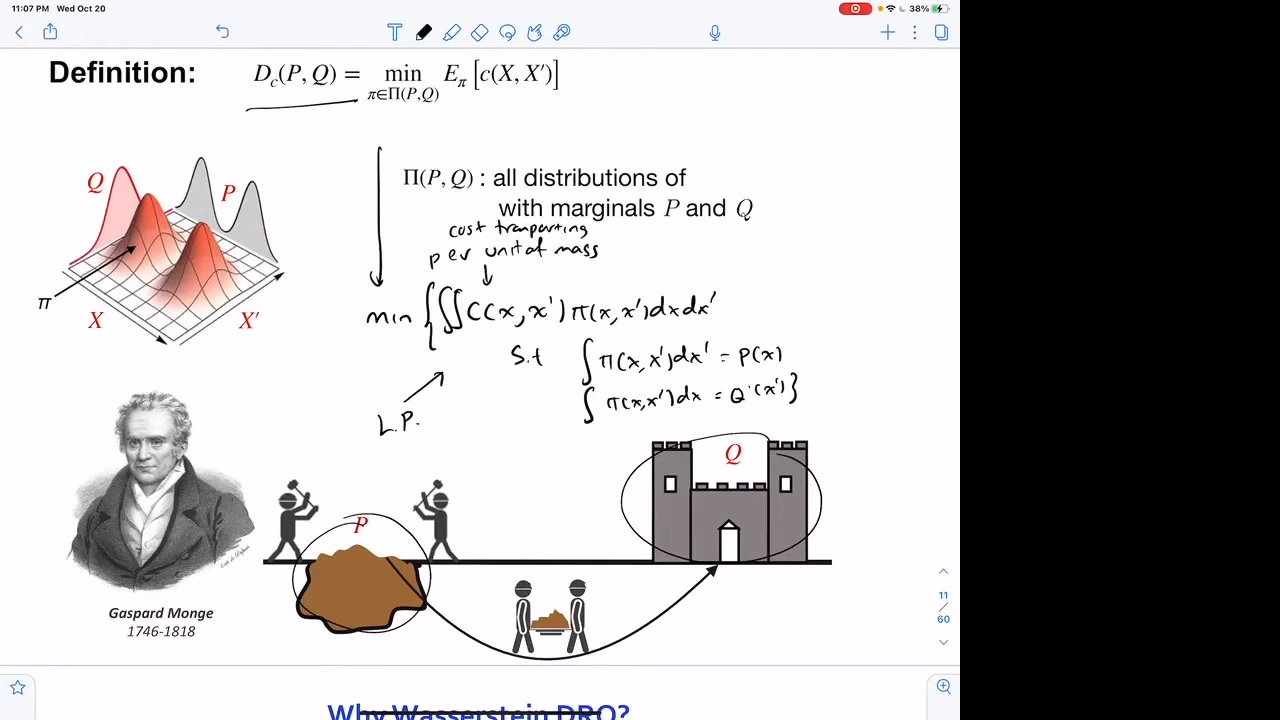 11:07 PM Wed Oct 20
38%
Definition: D_c(P, Q) = min_{π∈Π(P,Q)} E_π [c(X, X′)]
Q
P
Π(P, Q) : all distributions of
with marginals P and Q
cost tranporting
per unit of mass
π
X
X′
min { ∬ C(x, x′) π(x, x′) dx dx′
s.t ∫ π(x, x′) dx′ = P(x)
∫ π(x, x′) dx = Q(x′) }
L.P.
Q
P
Gaspard Monge
1746-1818
11
/
60
Why Wasserstein DRO?